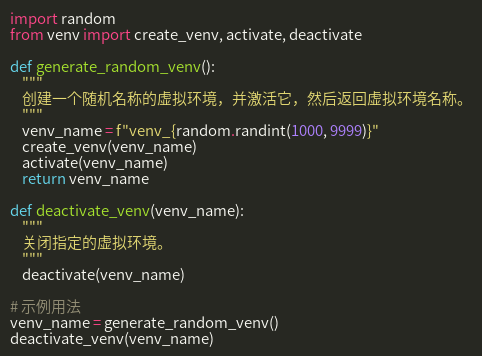 import random
from venv import create_venv, activate, deactivate

def generate_random_venv():
    """
    创建一个随机名称的虚拟环境，并激活它，然后返回虚拟环境名称。
    """
    venv_name = f"venv_{random.randint(1000, 9999)}"
    create_venv(venv_name)
    activate(venv_name)
    return venv_name

def deactivate_venv(venv_name):
    """
    关闭指定的虚拟环境。
    """
    deactivate(venv_name)

# 示例用法
venv_name = generate_random_venv()
deactivate_venv(venv_name)